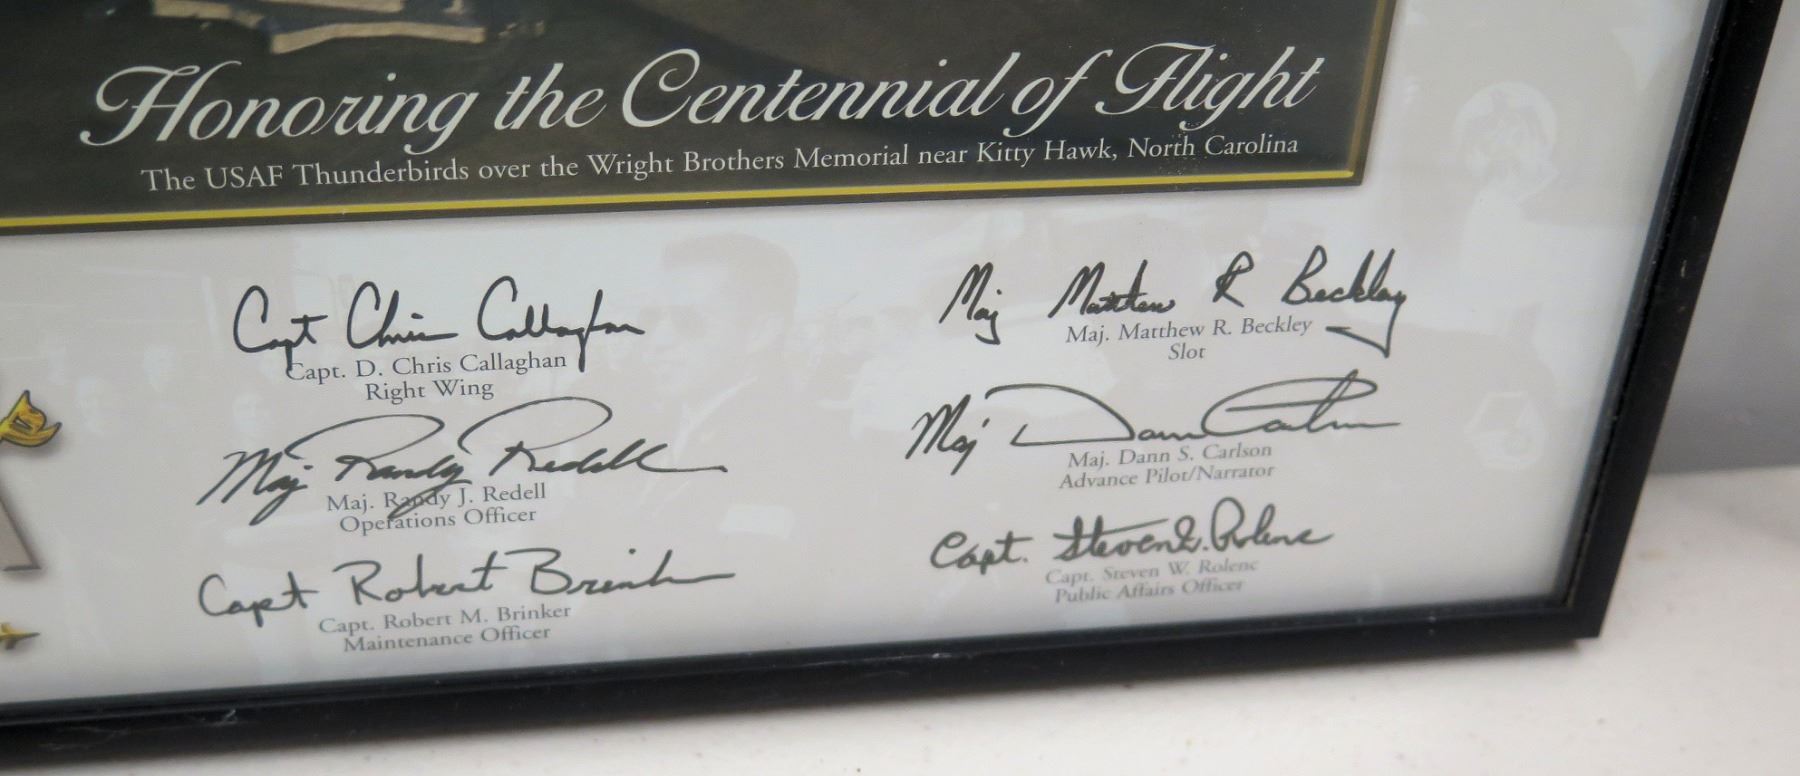 Honoring the Centennial of Flight
The USAF Thunderbirds over the Wright Brothers Memorial near Kitty Hawk, North Carolina
Capt Chris Callaghan
Capt. D. Chris Callaghan
Right Wing
Maj Randy Redell
Maj. Randy J. Redell
Operations Officer
Capt Robert Brinker
Capt. Robert M. Brinker
Maintenance Officer
Maj Matthew R Beckley
Maj. Matthew R. Beckley
Slot
Maj Dann Carlson
Maj. Dann S. Carlson
Advance Pilot/Narrator
Capt. Steven W. Rolenc
Capt. Steven W. Rolenc
Public Affairs Officer